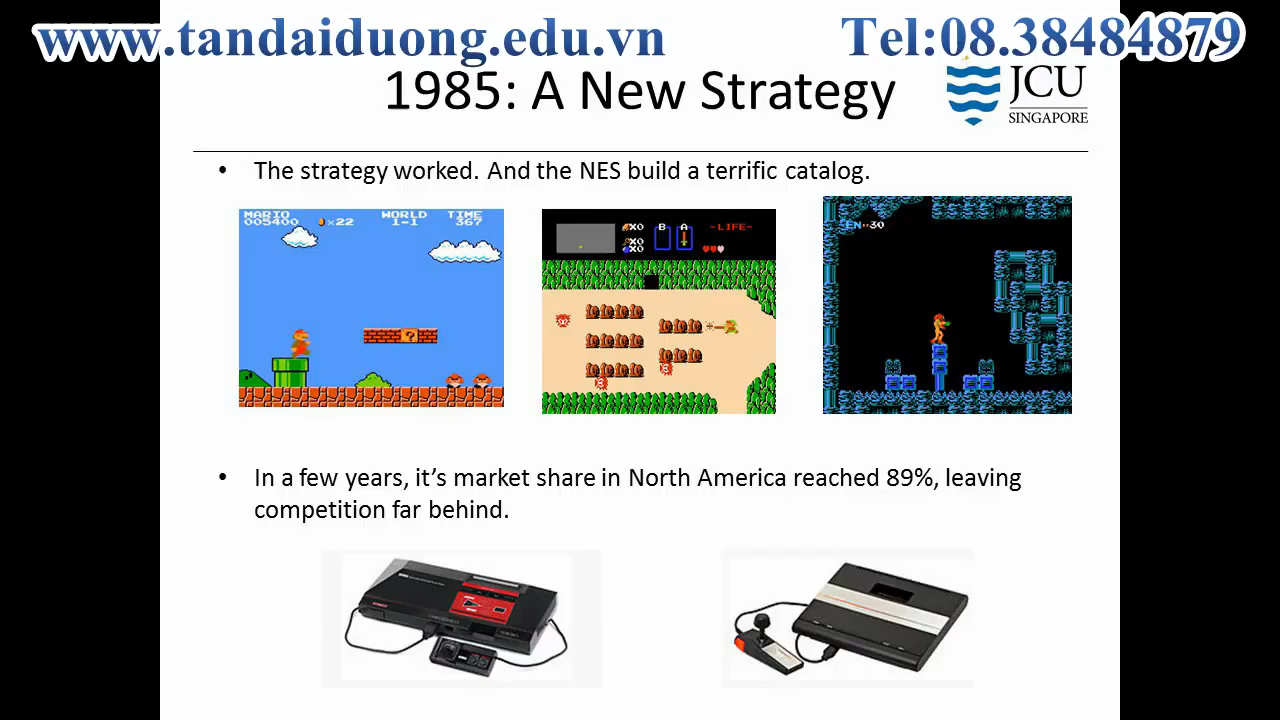 www.tandaiduong.edu.vn Tel:08.38484879
1985: A New Strategy
JCU
SINGAPORE
• The strategy worked. And the NES build a terrific catalog.
MARIO WORLD TIME
005400 ×22 1-1 367
X0 B A -LIFE-
X0
X0
EN··30
• In a few years, it’s market share in North America reached 89%, leaving
competition far behind.